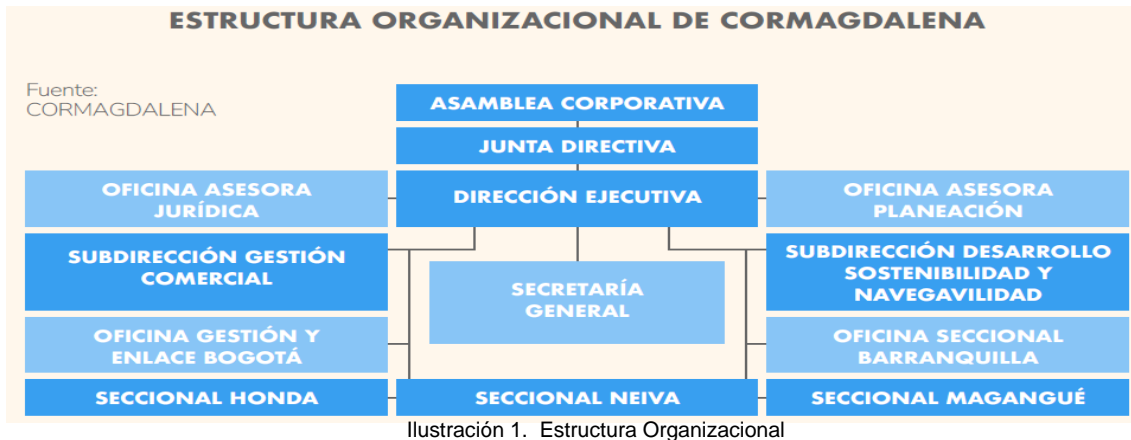 ESTRUCTURA ORGANIZACIONAL DE CORMAGDALENA
Fuente:
CORMAGDALENA
ASAMBLEA CORPORATIVA
JUNTA DIRECTIVA
OFICINA ASESORA
JURÍDICA
DIRECCIÓN EJECUTIVA
OFICINA ASESORA
PLANEACIÓN
SUBDIRECCIÓN GESTIÓN
COMERCIAL
SECRETARÍA
GENERAL
SUBDIRECCIÓN DESARROLLO
SOSTENIBILIDAD Y
NAVEGAVILIDAD
OFICINA GESTIÓN Y
ENLACE BOGOTÁ
OFICINA SECCIONAL
BARRANQUILLA
SECCIONAL HONDA
SECCIONAL NEIVA
SECCIONAL MAGANGUÉ
Ilustración 1. Estructura Organizacional